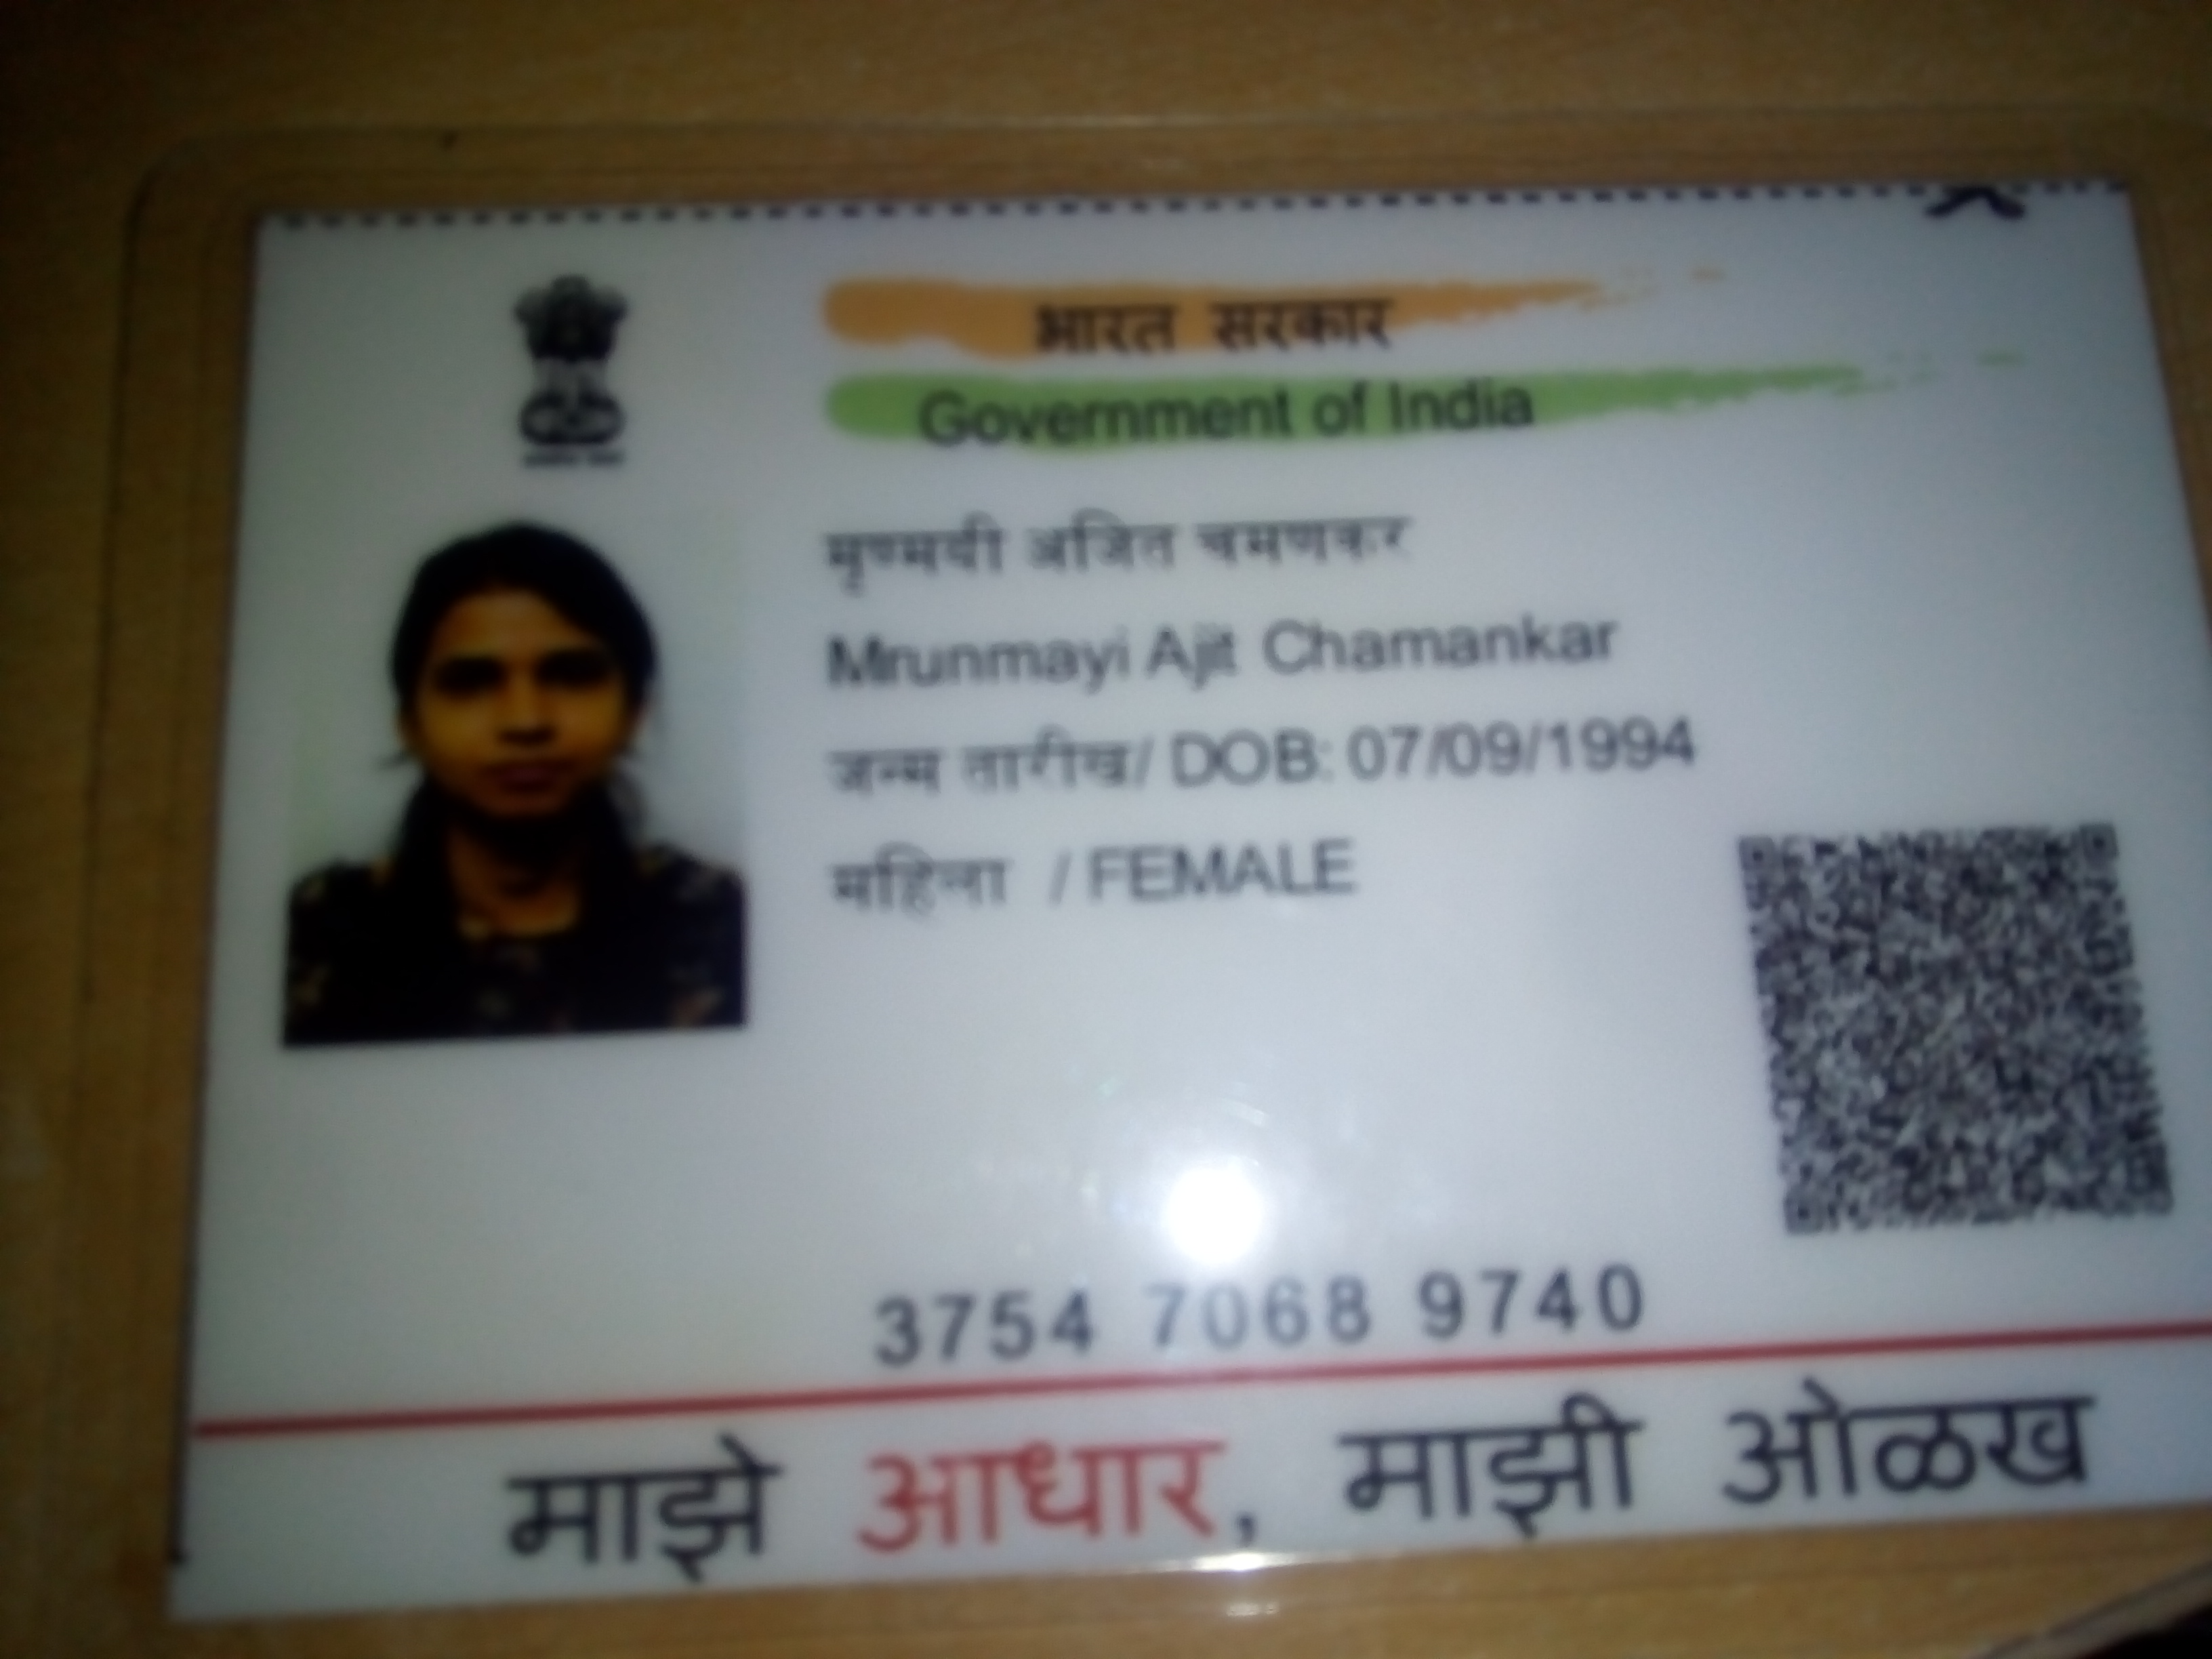 भारत सरकार
Government of India
मृण्मयी अजित चमणकर
Mrunmayi Ajit Chamankar
जन्म तारीख/ DOB: 07/09/1994
महिला / FEMALE
3754 7068 9740
माझे आधार, माझी ओळख